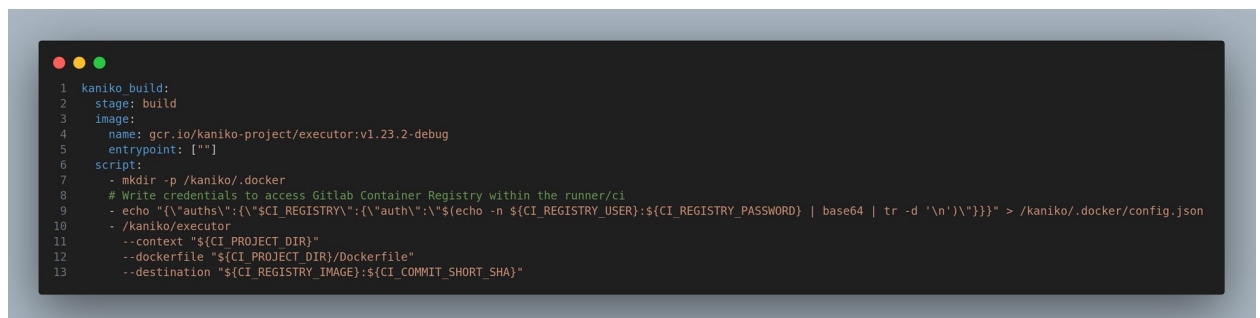 1 kaniko_build:
2   stage: build
3   image:
4     name: gcr.io/kaniko-project/executor:v1.23.2-debug
5     entrypoint: [""]
6   script:
7     - mkdir -p /kaniko/.docker
8     # Write credentials to access Gitlab Container Registry within the runner/ci
9     - echo "{\"auths\":{\"$CI_REGISTRY\":{\"auth\":\"$(echo -n ${CI_REGISTRY_USER}:${CI_REGISTRY_PASSWORD} | base64 | tr -d '\n')\"}}}" > /kaniko/.docker/config.json
10     - /kaniko/executor
11       --context "${CI_PROJECT_DIR}"
12       --dockerfile "${CI_PROJECT_DIR}/Dockerfile"
13       --destination "${CI_REGISTRY_IMAGE}:${CI_COMMIT_SHORT_SHA}"